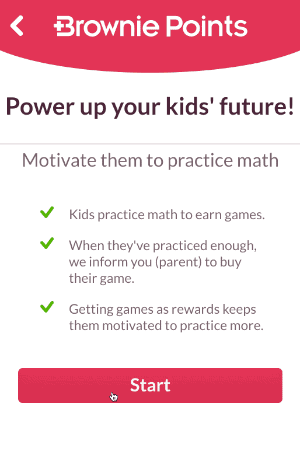 Brownie Points
Power up your kids' future!
Motivate them to practice math
Kids practice math to earn games.
When they've practiced enough,
we inform you (parent) to buy
their game.
Getting games as rewards keeps
them motivated to practice more.
Start